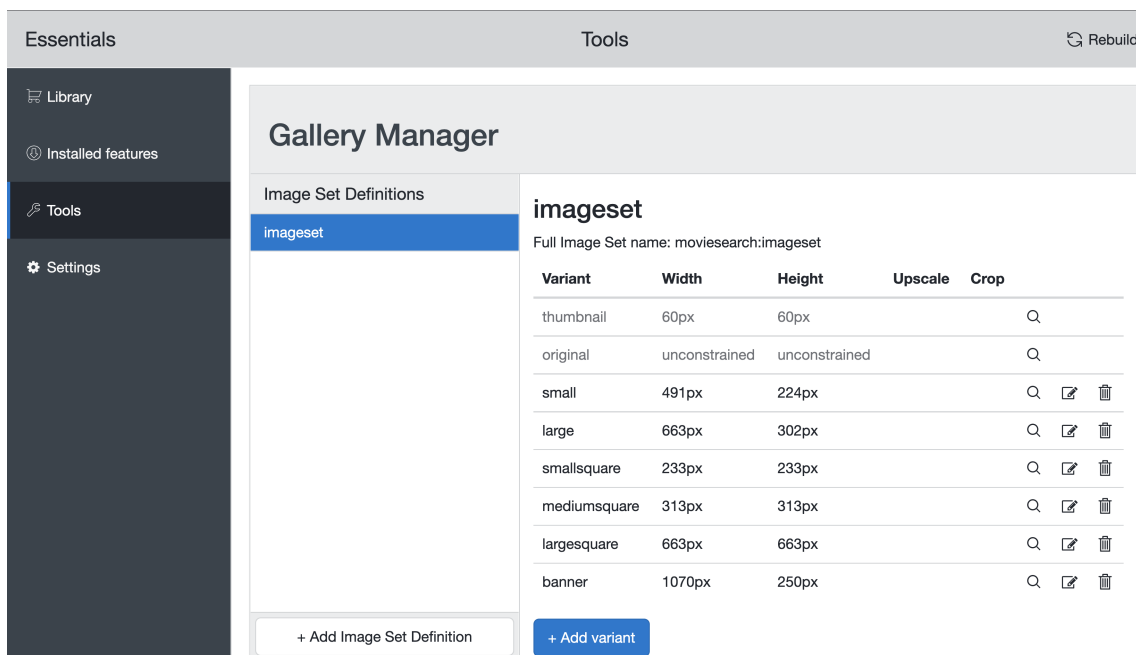 Essentials
Tools
Rebuild
Library
Installed features
Tools
Settings
Gallery Manager
Image Set Definitions
imageset
+ Add Image Set Definition
imageset
Full Image Set name: moviesearch:imageset
Variant Width Height Upscale Crop
thumbnail 60px 60px
original unconstrained unconstrained
small 491px 224px
large 663px 302px
smallsquare 233px 233px
mediumsquare 313px 313px
largesquare 663px 663px
banner 1070px 250px
+ Add variant